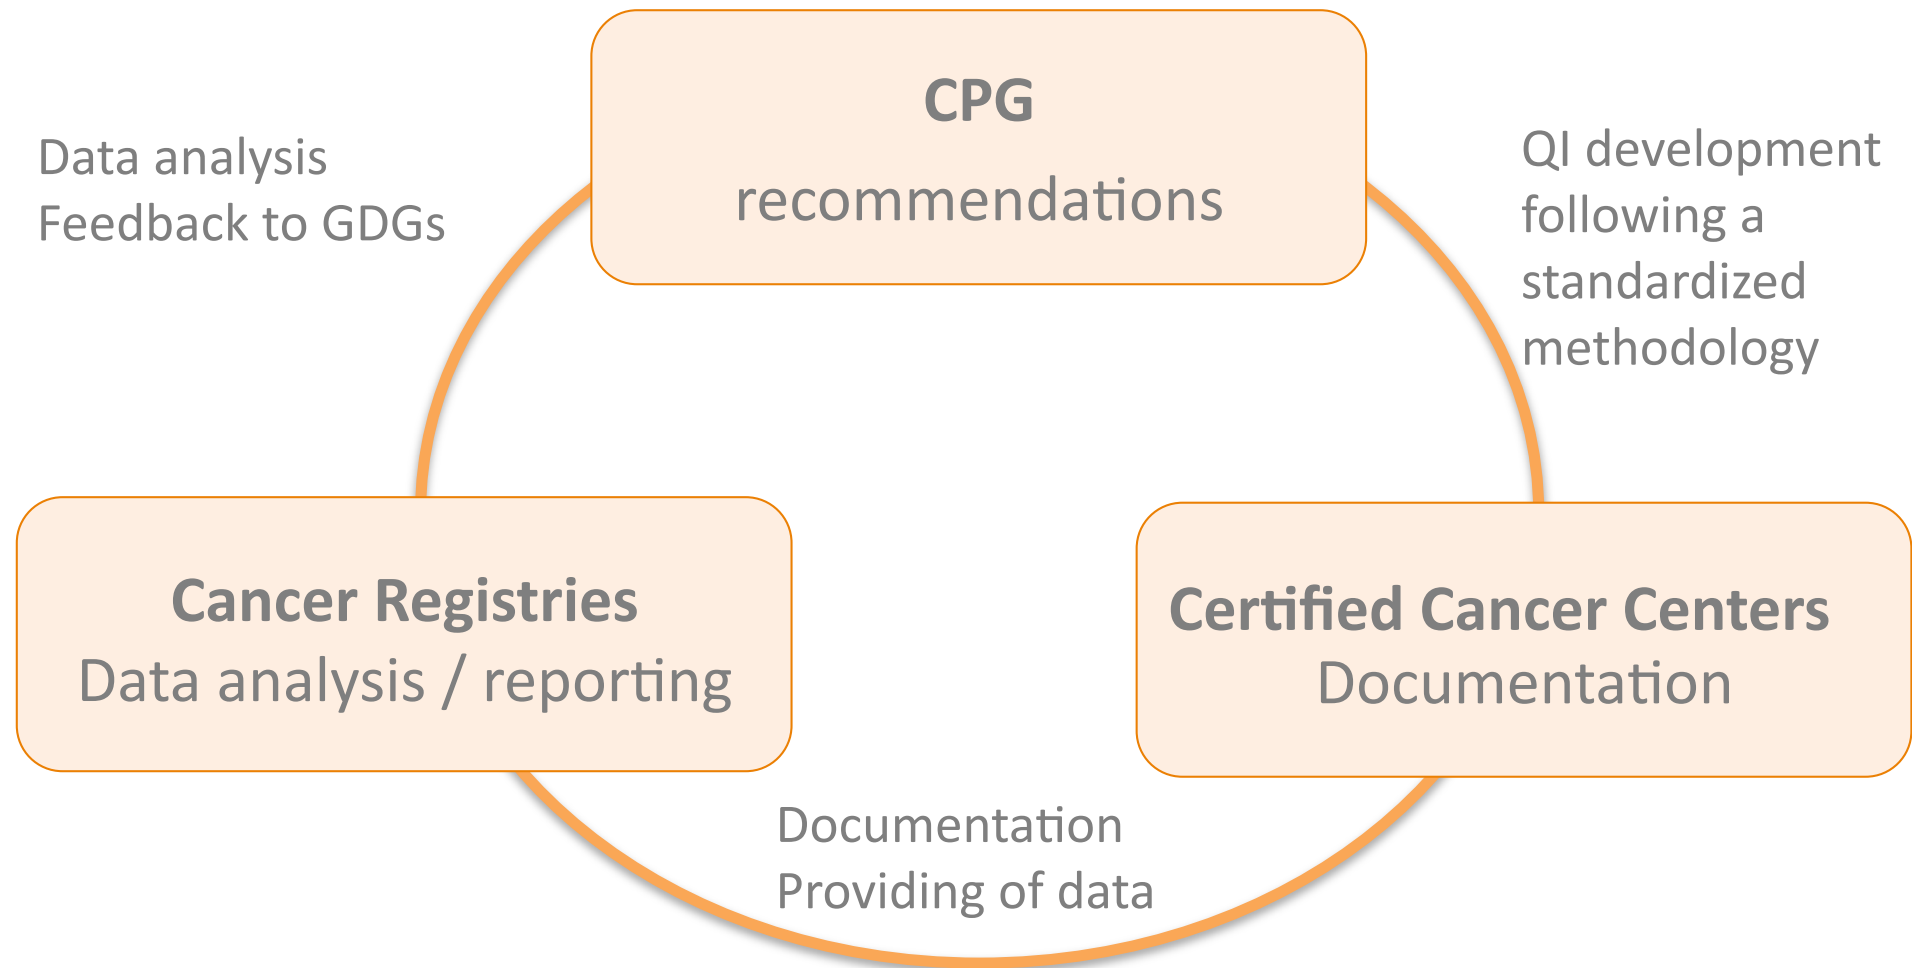 CPG
recommendations
Data analysis
Feedback to GDGs
QI development
following a
standardized
methodology
Cancer Registries
Data analysis / reporting
Certified Cancer Centers
Documentation
Documentation
Providing of data